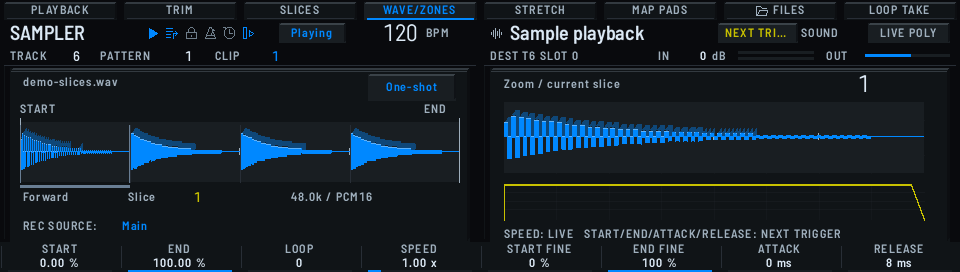 PLAYBACK TRIM SLICES WAVE/ZONES STRETCH MAP PADS FILES LOOP TAKE
SAMPLER Playing 120 BPM Sample playback NEXT TRI... SOUND LIVE POLY
TRACK 6 PATTERN 1 CLIP 1 DEST T6 SLOT 0 IN 0 dB OUT
demo-slices.wav One-shot Zoom / current slice 1
START END
Forward Slice 1 48.0k / PCM16
REC SOURCE: Main SPEED: LIVE START/END/ATTACK/RELEASE: NEXT TRIGGER
START END LOOP SPEED START FINE END FINE ATTACK RELEASE
0.00 % 100.00 % 0 1.00 x 0 % 100 % 0 ms 8 ms